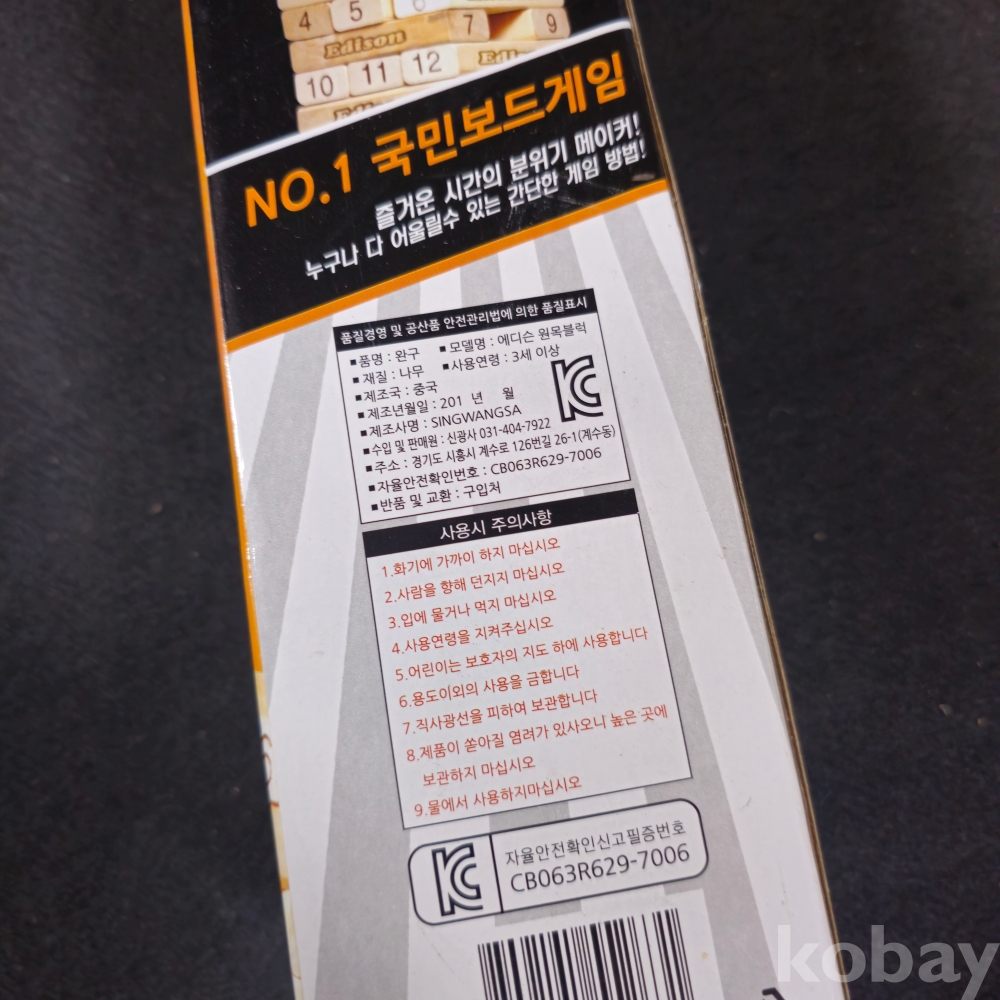 4 5 6
Edison 7 9
10 11 12 Edi
Edison
NO.1 국민보드게임
즐거운 시간의 분위기 메이커!
누구나 다 어울릴수 있는 간단한 게임 방법!
품질경영 및 공산품 안전관리법에 의한 품질표시
■품명 : 완구 ■모델명 : 에디슨 원목블럭
■재질 : 나무 ■사용연령 : 3세 이상
■제조국 : 중국
■제조년월일 : 201 년 월
■제조사명 : SINGWANGSA
■수입 및 판매원 : 신광사 031-404-7922
■주소 : 경기도 시흥시 계수로 126번길 26-1(계수동)
■자율안전확인번호 : CB063R629-7006
■반품 및 교환 : 구입처
사용시 주의사항
1.화기에 가까이 하지 마십시오
2.사람을 향해 던지지 마십시오
3.입에 물거나 먹지 마십시오
4.사용연령을 지켜주십시오
5.어린이는 보호자의 지도 하에 사용합니다
6.용도이외의 사용을 금합니다
7.직사광선을 피하여 보관합니다
8.제품이 쏟아질 염려가 있사오니 높은 곳에
보관하지 마십시오
9.물에서 사용하지마십시오
자율안전확인신고필증번호
CB063R629-7006
kobay